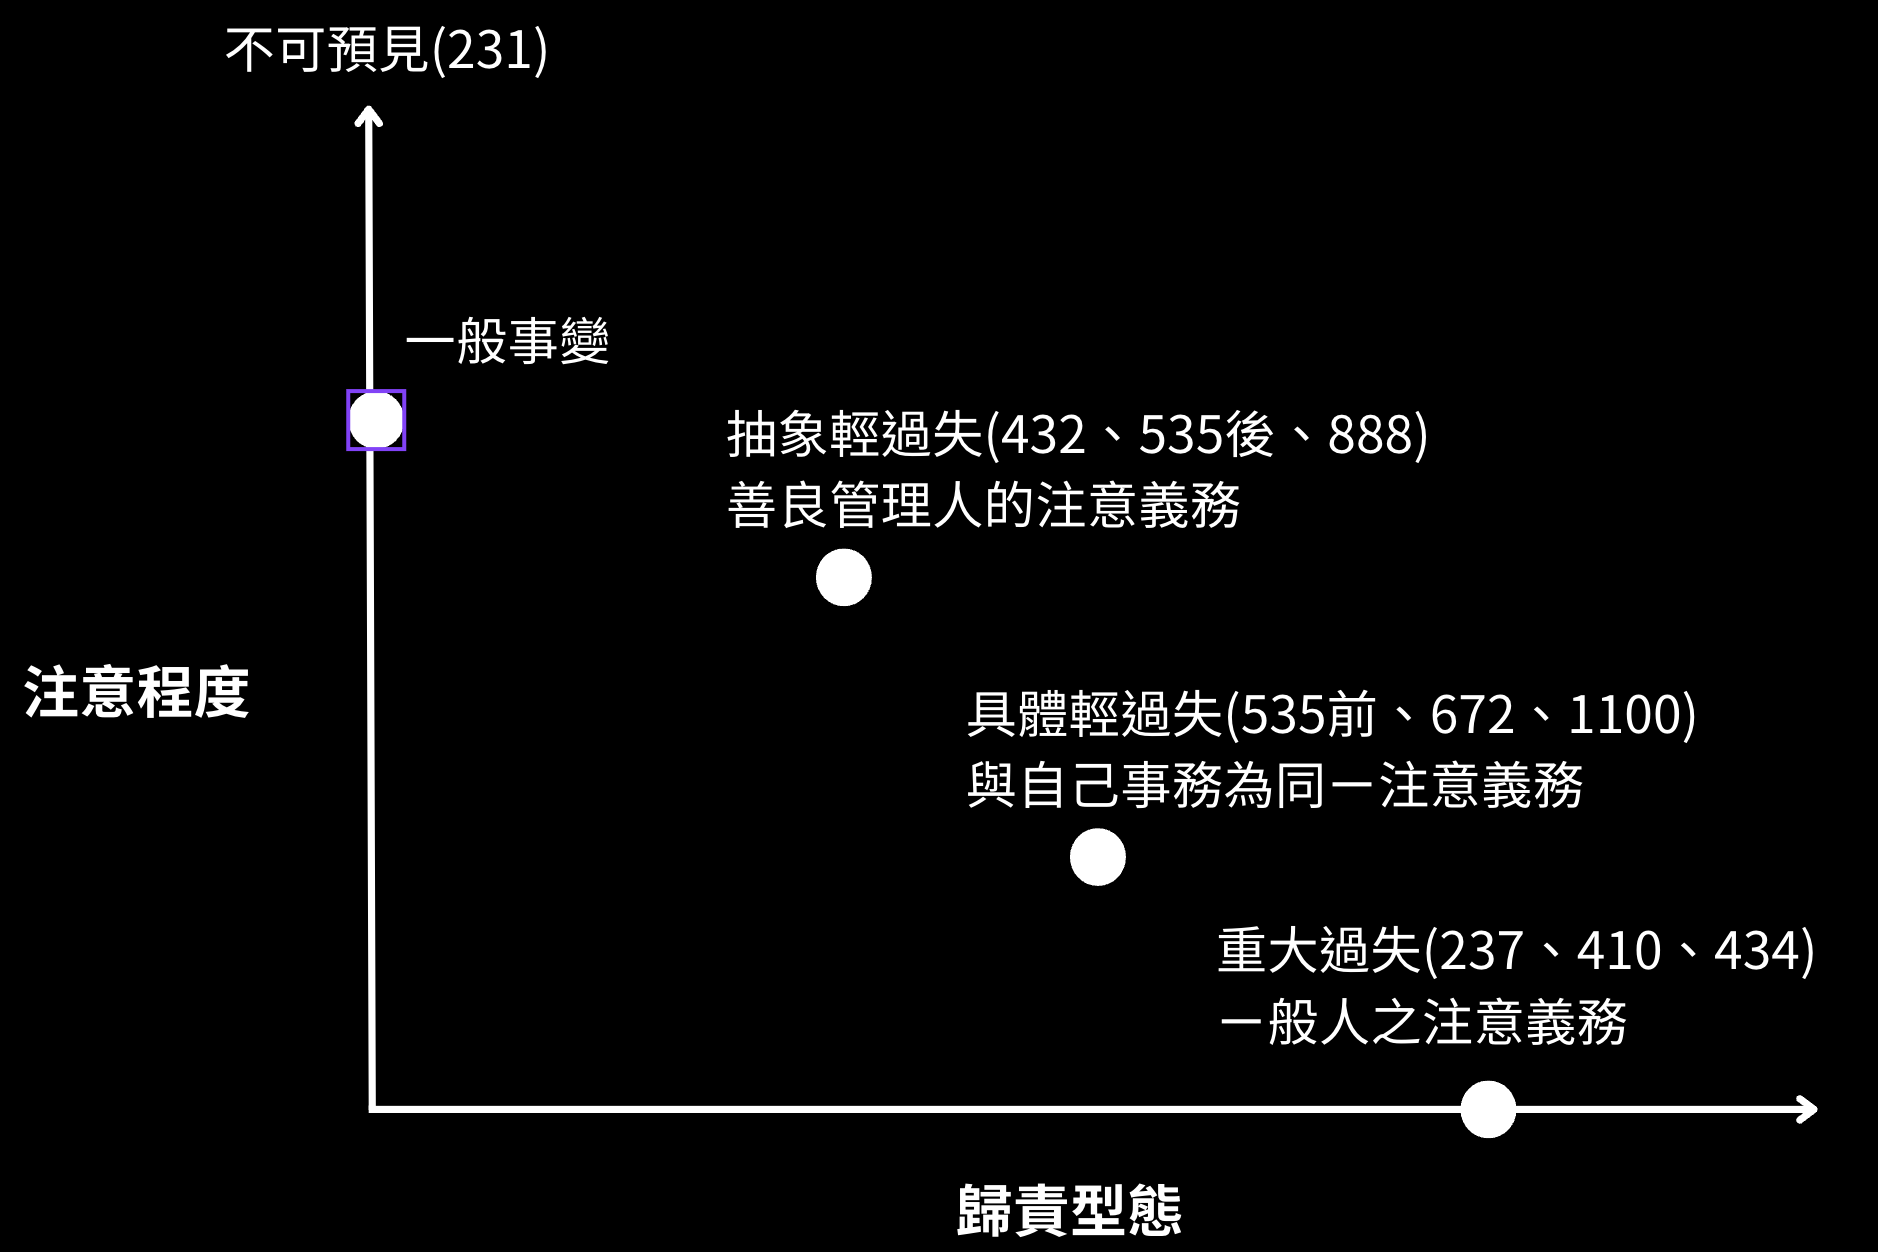 不可預見(231)
一般事變
抽象輕過失(432、535後、888)
善良管理人的注意義務
注意程度
具體輕過失(535前、672、1100)
與自己事務為同一注意義務
重大過失(237、410、434)
一般人之注意義務
歸責型態